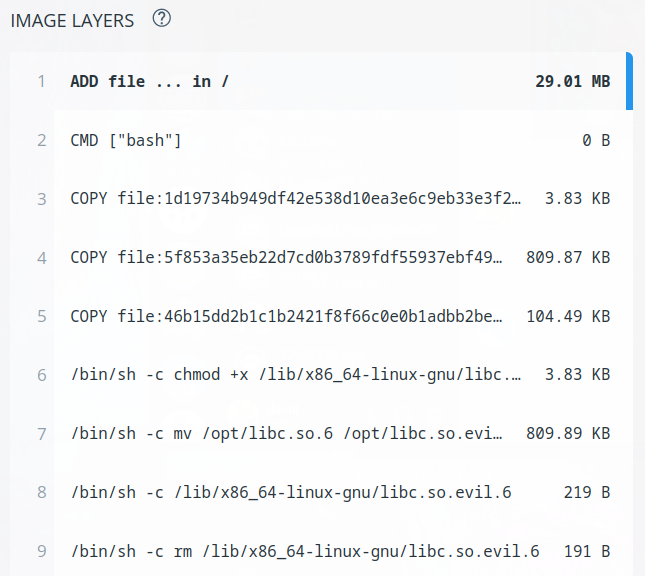 IMAGE LAYERS ?
1 ADD file ... in / 29.01 MB
2 CMD ["bash"] 0 B
3 COPY file:1d19734b949df42e538d10ea3e6c9eb33e3f2… 3.83 KB
4 COPY file:5f853a35eb22d7cd0b3789fdf55937ebf49… 809.87 KB
5 COPY file:46b15dd2b1c1b2421f8f66c0e0b1adbb2be… 104.49 KB
6 /bin/sh -c chmod +x /lib/x86_64-linux-gnu/libc.… 3.83 KB
7 /bin/sh -c mv /opt/libc.so.6 /opt/libc.so.evi… 809.89 KB
8 /bin/sh -c /lib/x86_64-linux-gnu/libc.so.evil.6 219 B
9 /bin/sh -c rm /lib/x86_64-linux-gnu/libc.so.evil.6 191 B